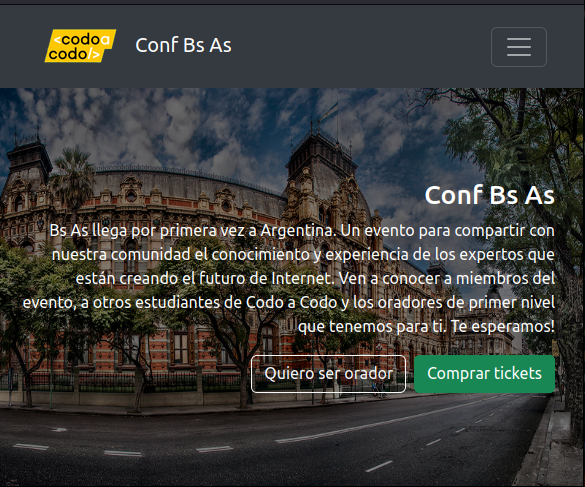 <codoa
codo/>
Conf Bs As
Conf Bs As
Bs As llega por primera vez a Argentina. Un evento para compartir con
nuestra comunidad el conocimiento y experiencia de los expertos que
están creando el futuro de Internet. Ven a conocer a miembros del
evento, a otros estudiantes de Codo a Codo y los oradores de primer nivel
que tenemos para ti. Te esperamos!
Quiero ser orador
Comprar tickets